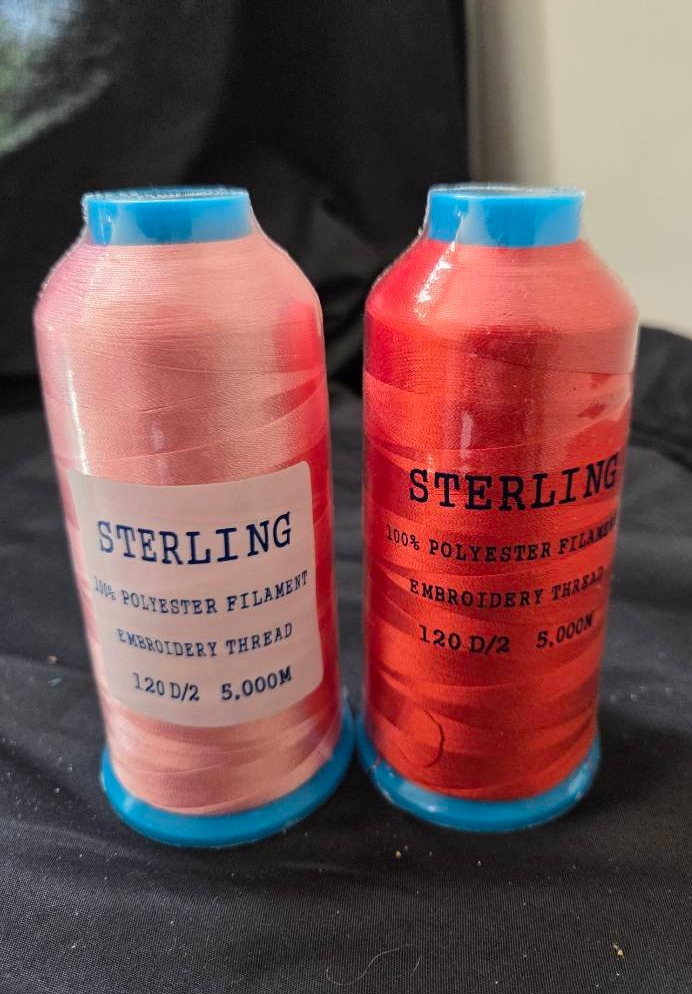 STERLING
100% POLYESTER FILAMENT
EMBROIDERY THREAD
120 D/2 5,000M
STERLING
100% POLYESTER FILAMENT
EMBROIDERY THREAD
120 D/2 5,000M